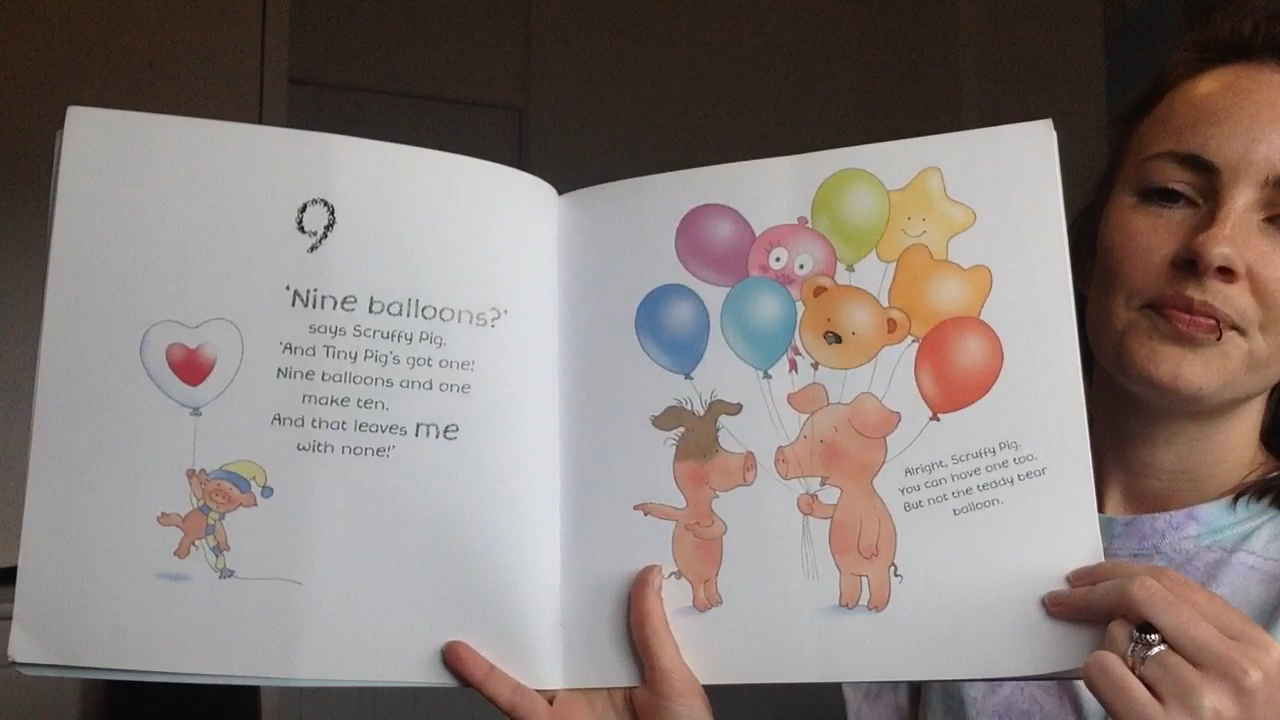 9
‘Nine balloons?’
says Scruffy Pig.
‘And Tiny Pig's got one!
Nine balloons and one
make ten.
And that leaves me
with none!’
Alright, Scruffy Pig.
You can have one too.
But not the teddy bear
balloon.